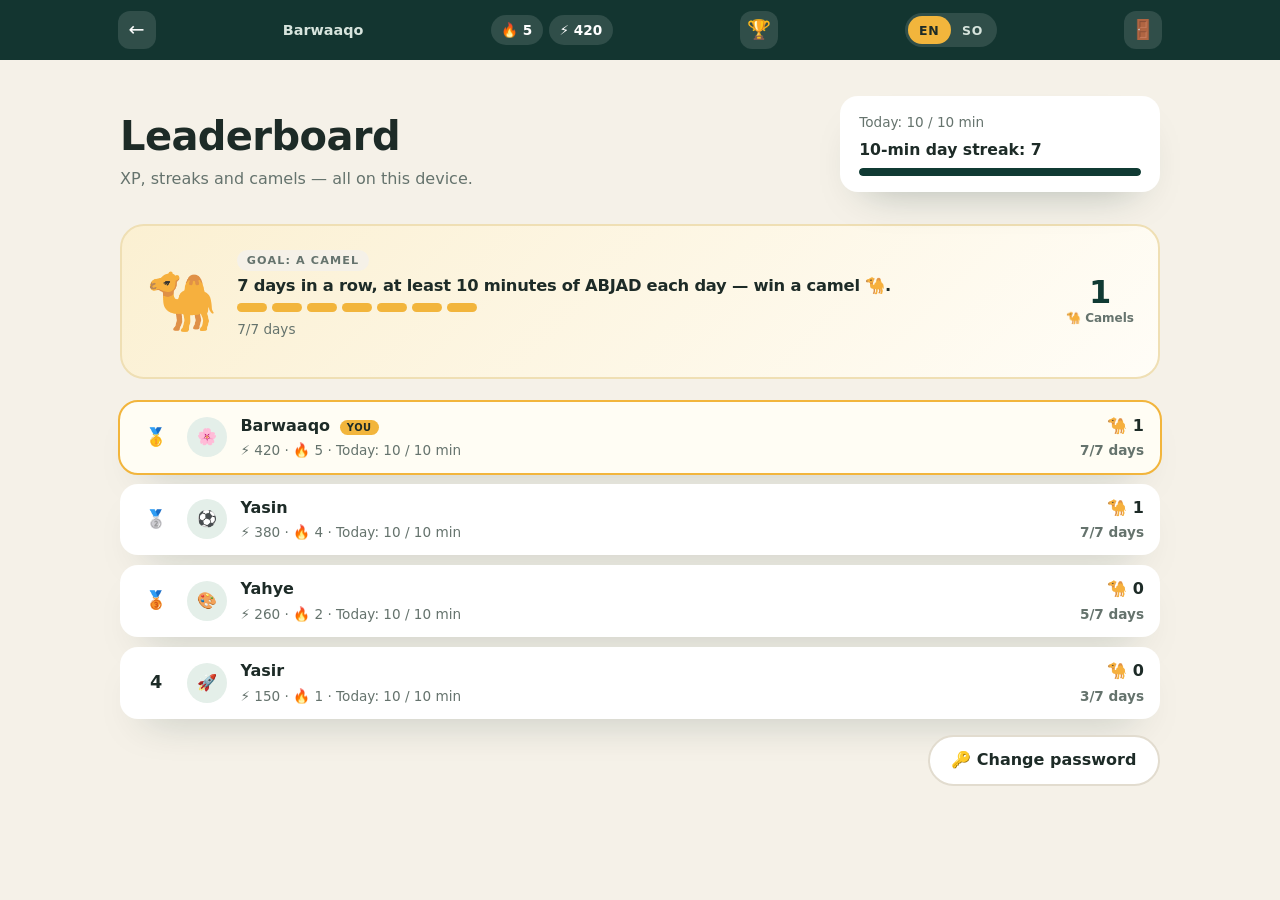 ← Barwaaqo 🔥 5 ⚡ 420 🏆 EN SO 🚪
Leaderboard
XP, streaks and camels — all on this device.
Today: 10 / 10 min
10-min day streak: 7
GOAL: A CAMEL
7 days in a row, at least 10 minutes of ABJAD each day — win a camel 🐪.
7/7 days
1
🐪 Camels
🥇 🌸 Barwaaqo YOU 🐪 1
⚡ 420 · 🔥 5 · Today: 10 / 10 min 7/7 days
🥈 ⚽ Yasin 🐪 1
⚡ 380 · 🔥 4 · Today: 10 / 10 min 7/7 days
🥉 🎨 Yahye 🐪 0
⚡ 260 · 🔥 2 · Today: 10 / 10 min 5/7 days
4 🚀 Yasir 🐪 0
⚡ 150 · 🔥 1 · Today: 10 / 10 min 3/7 days
🔑 Change password